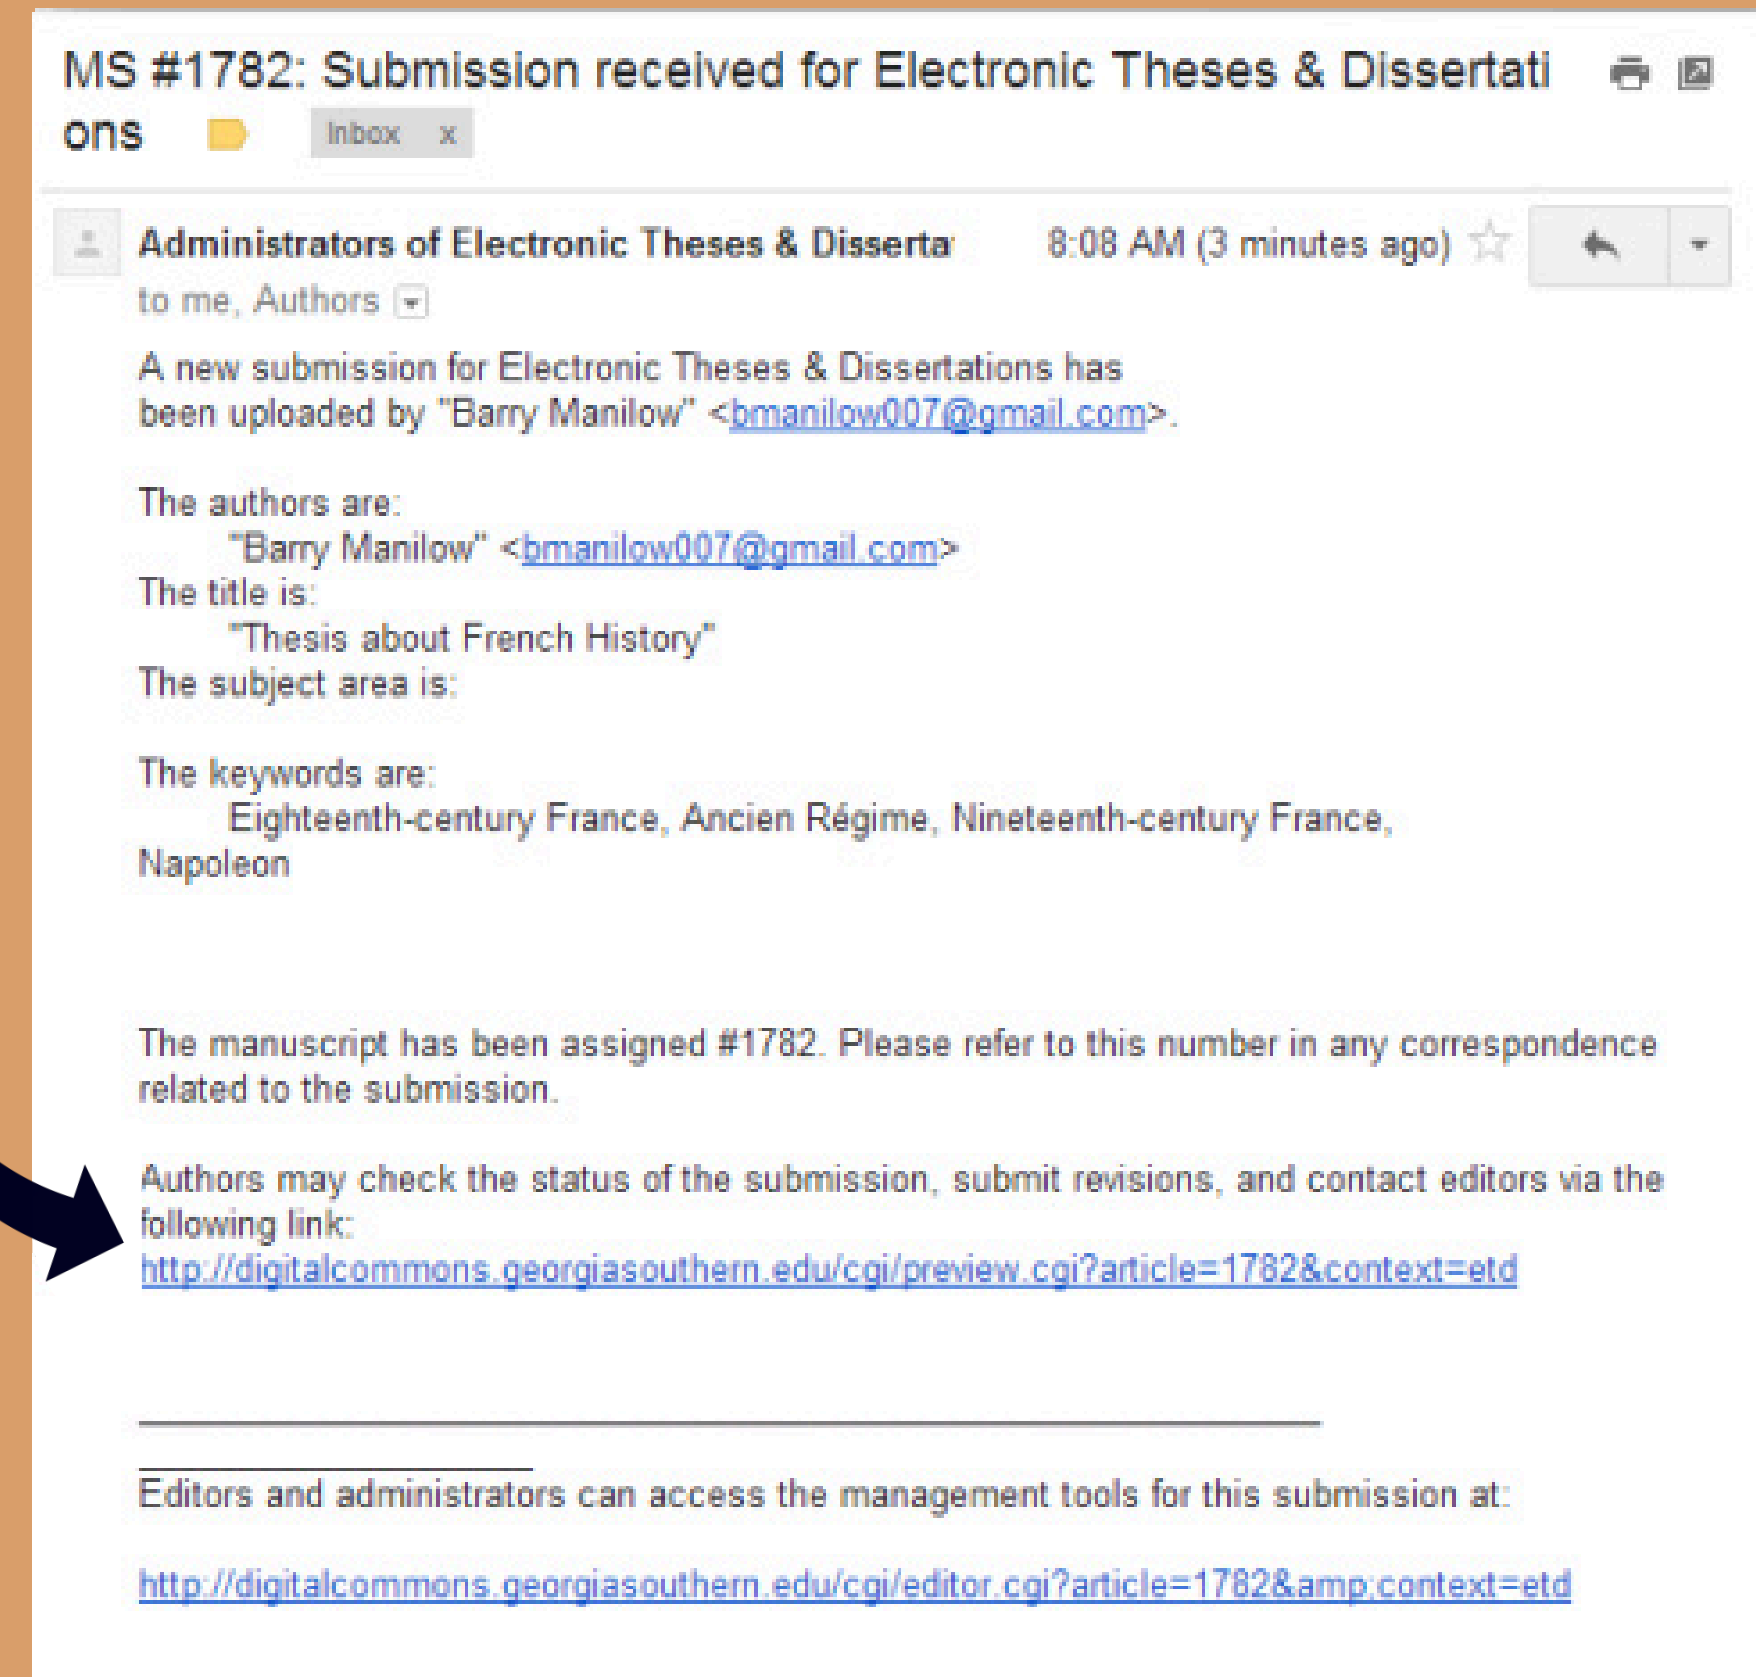 MS #1782: Submission received for Electronic Theses & Dissertati
ons Inbox x
Administrators of Electronic Theses & Disserta 8:08 AM (3 minutes ago)
to me, Authors
A new submission for Electronic Theses & Dissertations has
been uploaded by "Barry Manilow" <bmanilow007@gmail.com>.
The authors are:
"Barry Manilow" <bmanilow007@gmail.com>
The title is:
"Thesis about French History"
The subject area is:
The keywords are:
Eighteenth-century France, Ancien Régime, Nineteenth-century France,
Napoleon
The manuscript has been assigned #1782. Please refer to this number in any correspondence
related to the submission.
Authors may check the status of the submission, submit revisions, and contact editors via the
following link:
http://digitalcommons.georgiasouthern.edu/cgi/preview.cgi?article=1782&context=etd
Editors and administrators can access the management tools for this submission at:
http://digitalcommons.georgiasouthern.edu/cgi/editor.cgi?article=1782&amp;context=etd